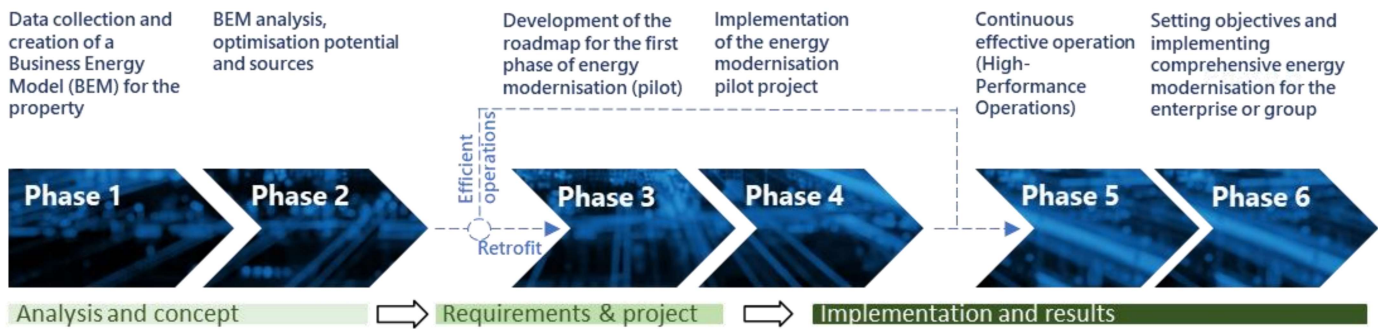 Data collection and
creation of a
Business Energy
Model (BEM) for the
property
BEM analysis,
optimisation potential
and sources
Development of the
roadmap for the first
phase of energy
modernisation (pilot)
Implementation
of the energy
modernisation
pilot project
Continuous
effective operation
(High-
Performance
Operations)
Setting objectives and
implementing
comprehensive energy
modernisation for the
enterprise or group
Efficient
operations
Phase 1
Phase 2
Retrofit
Phase 3
Phase 4
Phase 5
Phase 6
Analysis and concept
Requirements & project
Implementation and results